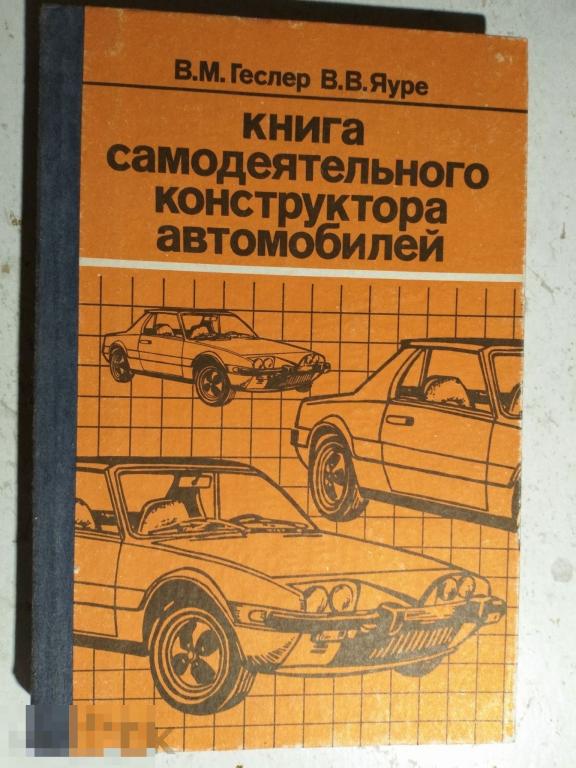 В.М. Геслер В.В. Яуре
книга
самодеятельного
конструктора
автомобилей